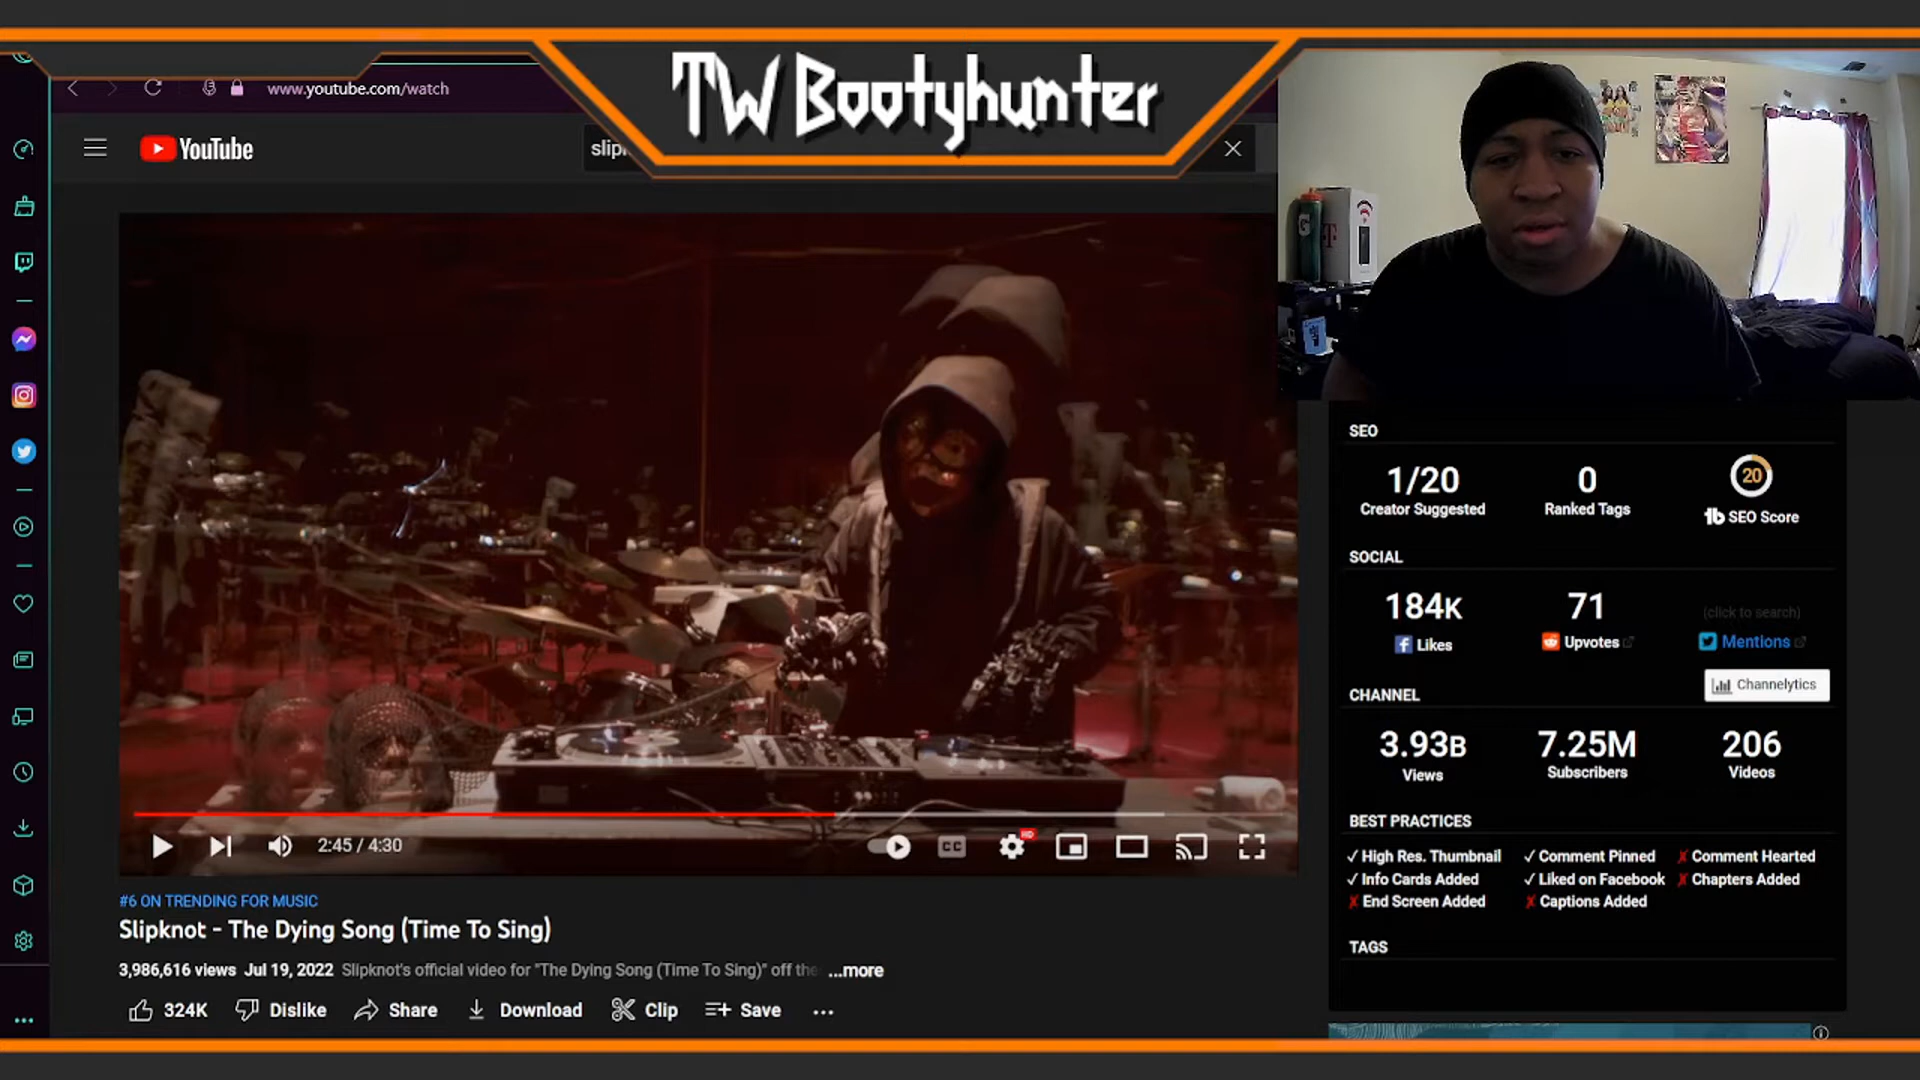 TW Bootyhunter
www.youtube.com/watch
YouTube
slip
2:45 / 4:30
CC
HD
#6 ON TRENDING FOR MUSIC
Slipknot - The Dying Song (Time To Sing)
3,986,616 views Jul 19, 2022 Slipknot's official video for "The Dying Song (Time To Sing)" off the ...more
324K Dislike Share Download Clip Save
SEO
1/20 0 20
Creator Suggested Ranked Tags tb SEO Score
SOCIAL
184K 71 (click to search)
Likes Upvotes Mentions
Channelytics
CHANNEL
3.93B 7.25M 206
Views Subscribers Videos
BEST PRACTICES
✓ High Res. Thumbnail ✓ Comment Pinned ✗ Comment Hearted
✓ Info Cards Added ✓ Liked on Facebook ✗ Chapters Added
✗ End Screen Added ✗ Captions Added
TAGS